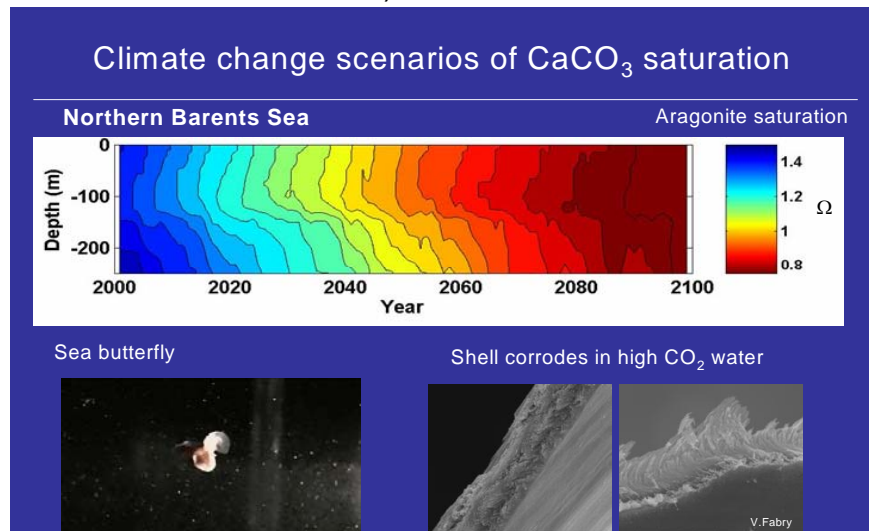 Climate change scenarios of CaCO₃ saturation
Northern Barents Sea
Aragonite saturation
0
-100
-200
Depth (m)
2000 2020 2040 2060 2080 2100
Year
1.4
1.2
1
0.8
Ω
Sea butterfly
Shell corrodes in high CO₂ water
V.Fabry